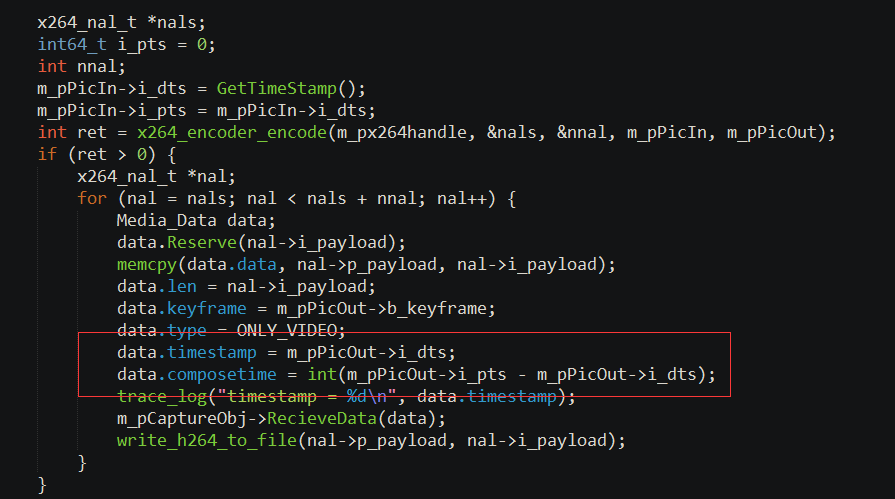 x264_nal_t *nals;
int64_t i_pts = 0;
int nnal;
m_pPicIn->i_dts = GetTimeStamp();
m_pPicIn->i_pts = m_pPicIn->i_dts;
int ret = x264_encoder_encode(m_px264handle, &nals, &nnal, m_pPicIn, m_pPicOut);
if (ret > 0) {
x264_nal_t *nal;
for (nal = nals; nal < nals + nnal; nal++) {
Media_Data data;
data.Reserve(nal->i_payload);
memcpy(data.data, nal->p_payload, nal->i_payload);
data.len = nal->i_payload;
data.keyframe = m_pPicOut->b_keyframe;
data.type = ONLY_VIDEO;
data.timestamp = m_pPicOut->i_dts;
data.composetime = int(m_pPicOut->i_pts - m_pPicOut->i_dts);
trace_log("timestamp = %d\n", data.timestamp);
m_pCaptureObj->RecieveData(data);
write_h264_to_file(nal->p_payload, nal->i_payload);
}
}